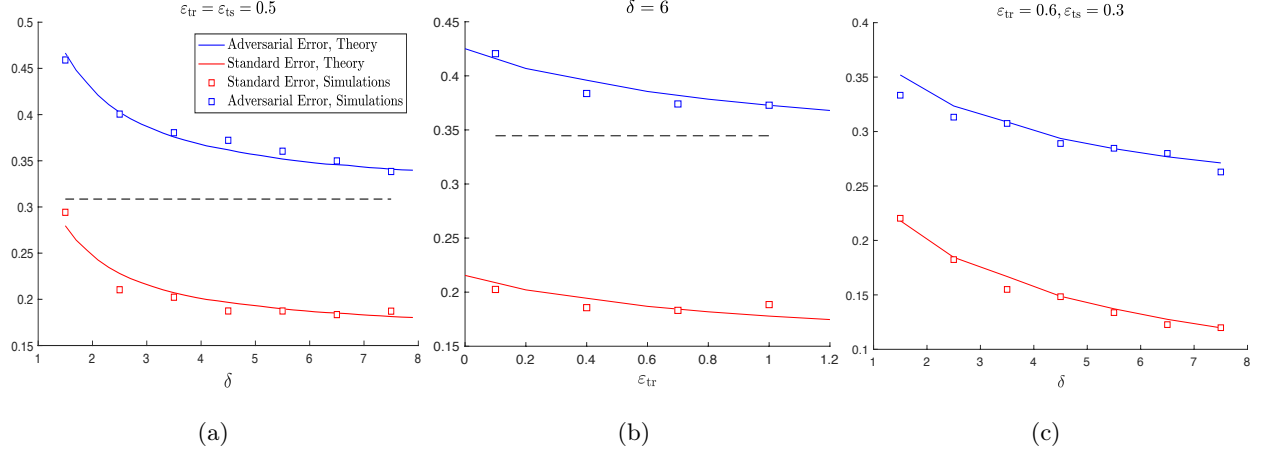 ε_tr = ε_ts = 0.5
0.5
0.45
0.4
0.35
0.3
0.25
0.2
0.15
1 2 3 4 5 6 7 8
δ
Adversarial Error, Theory
Standard Error, Theory
Standard Error, Simulations
Adversarial Error, Simulations
(a)
δ = 6
0.45
0.4
0.35
0.3
0.25
0.2
0.15
0 0.2 0.4 0.6 0.8 1 1.2
ε_tr
(b)
ε_tr = 0.6, ε_ts = 0.3
0.4
0.35
0.3
0.25
0.2
0.15
0.1
1 2 3 4 5 6 7 8
δ
(c)